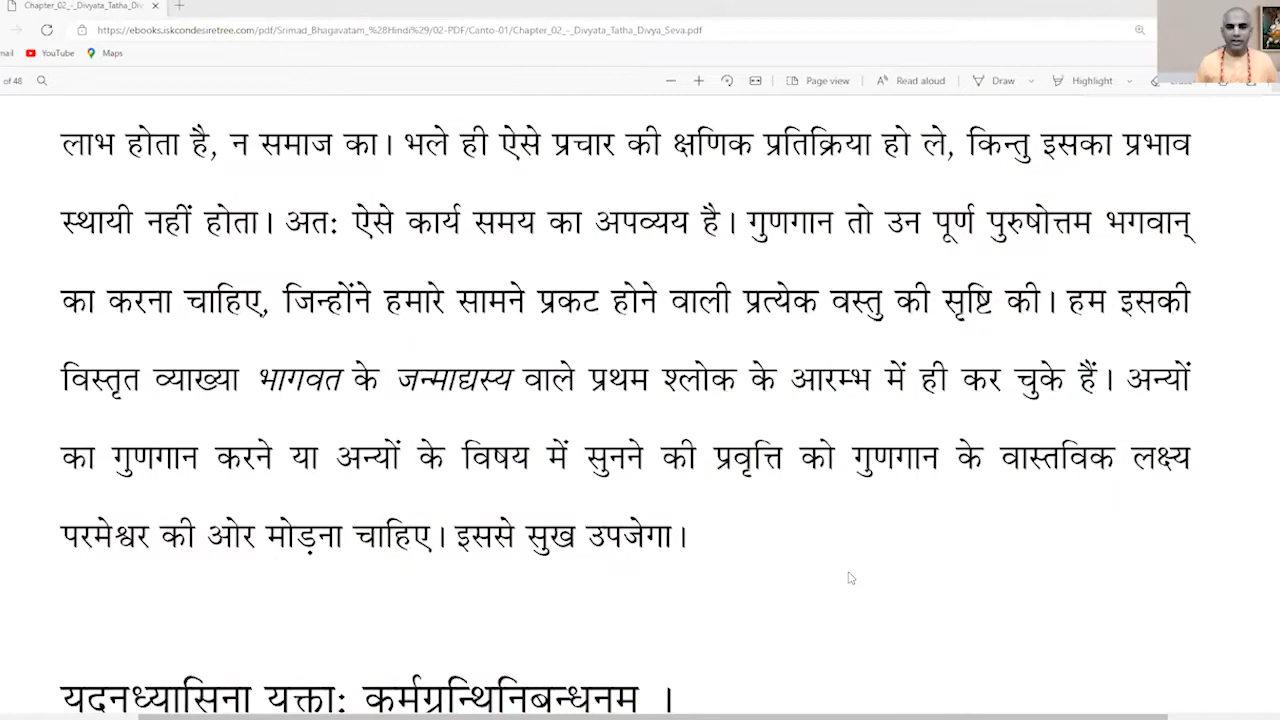 Chapter_02_-_Divyata_Tatha_Divy
https://ebooks.iskcondesiretree.com/pdf/Srimad_Bhagavatam_%28Hindi%29/02-PDF/Canto-01/Chapter_02_-_Divyata_Tatha_Divya_Seva.pdf
mail YouTube Maps
of 48 Page view Read aloud Draw Highlight
लाभ होता है, न समाज का। भले ही ऐसे प्रचार की क्षणिक प्रतिक्रिया हो ले, किन्तु इसका प्रभाव
स्थायी नहीं होता। अतः ऐसे कार्य समय का अपव्यय है। गुणगान तो उन पूर्ण पुरुषोत्तम भगवान्
का करना चाहिए, जिन्होंने हमारे सामने प्रकट होने वाली प्रत्येक वस्तु की सृष्टि की। हम इसकी
विस्तृत व्याख्या भागवत के जन्माद्यस्य वाले प्रथम श्लोक के आरम्भ में ही कर चुके हैं। अन्यों
का गुणगान करने या अन्यों के विषय में सुनने की प्रवृत्ति को गुणगान के वास्तविक लक्ष्य
परमेश्वर की ओर मोड़ना चाहिए। इससे सुख उपजेगा।
यदनुध्यासिना युक्ताः कर्मग्रन्थिनिबन्धनम् ।